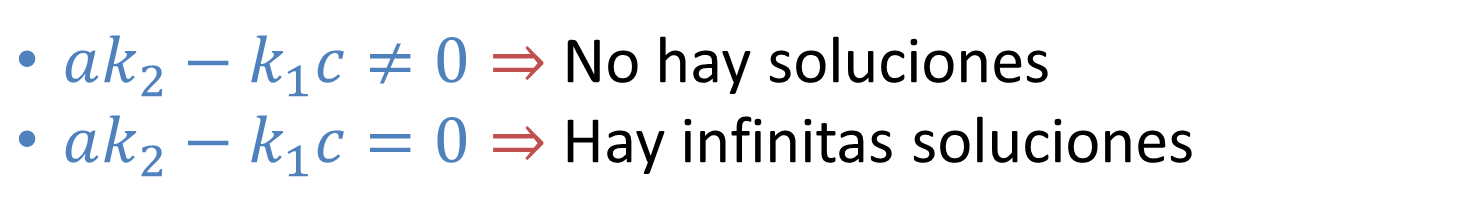 • 𝑎𝑘₂ − 𝑘₁𝑐 ≠ 0 ⇒ No hay soluciones
• 𝑎𝑘₂ − 𝑘₁𝑐 = 0 ⇒ Hay infinitas soluciones